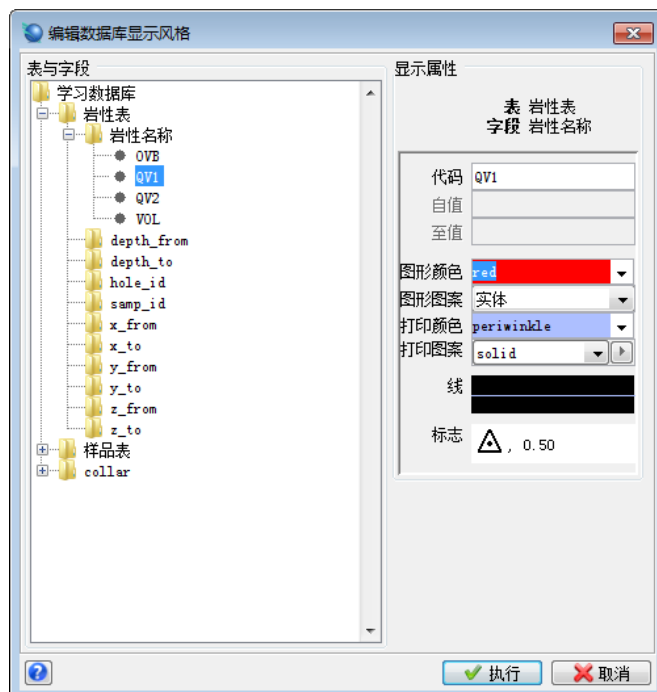 编辑数据库显示风格
表与字段
学习数据库
岩性表
岩性名称
OVB
QV1
QV2
VOL
depth_from
depth_to
hole_id
samp_id
x_from
x_to
y_from
y_to
z_from
z_to
样品表
collar
显示属性
表 岩性表
字段 岩性名称
代码 QV1
自值
至值
图形颜色 red
图形图案 实体
打印颜色 periwinkle
打印图案 solid
线
标志 , 0.50
? 执行 取消